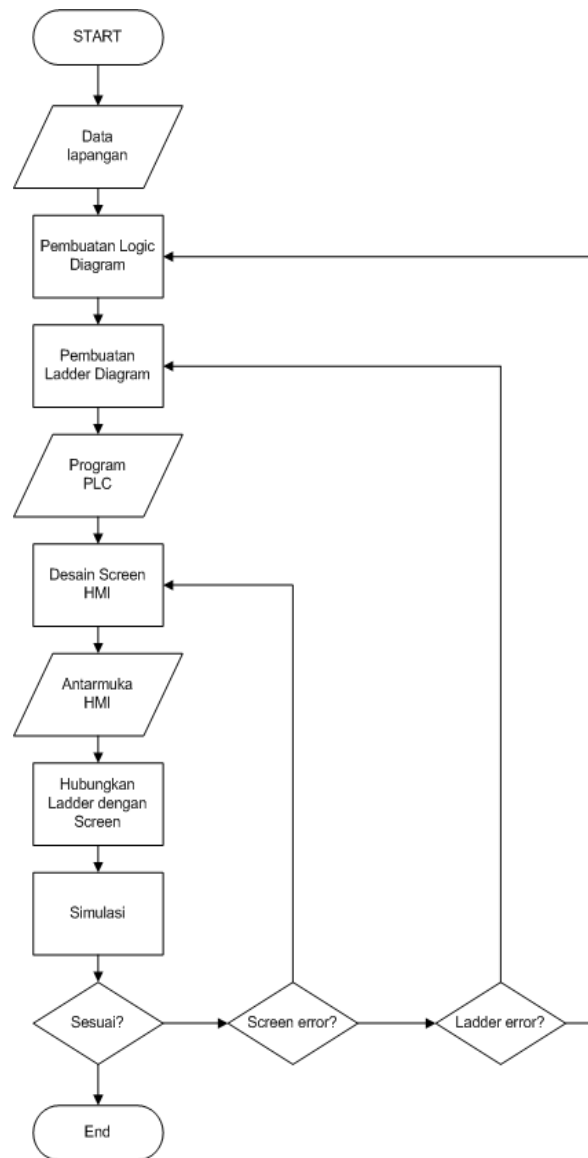 START
Data
lapangan
Pembuatan Logic
Diagram
Pembuatan
Ladder Diagram
Program
PLC
Desain Screen
HMI
Antarmuka
HMI
Hubungkan
Ladder dengan
Screen
Simulasi
Sesuai?
Screen error?
Ladder error?
End